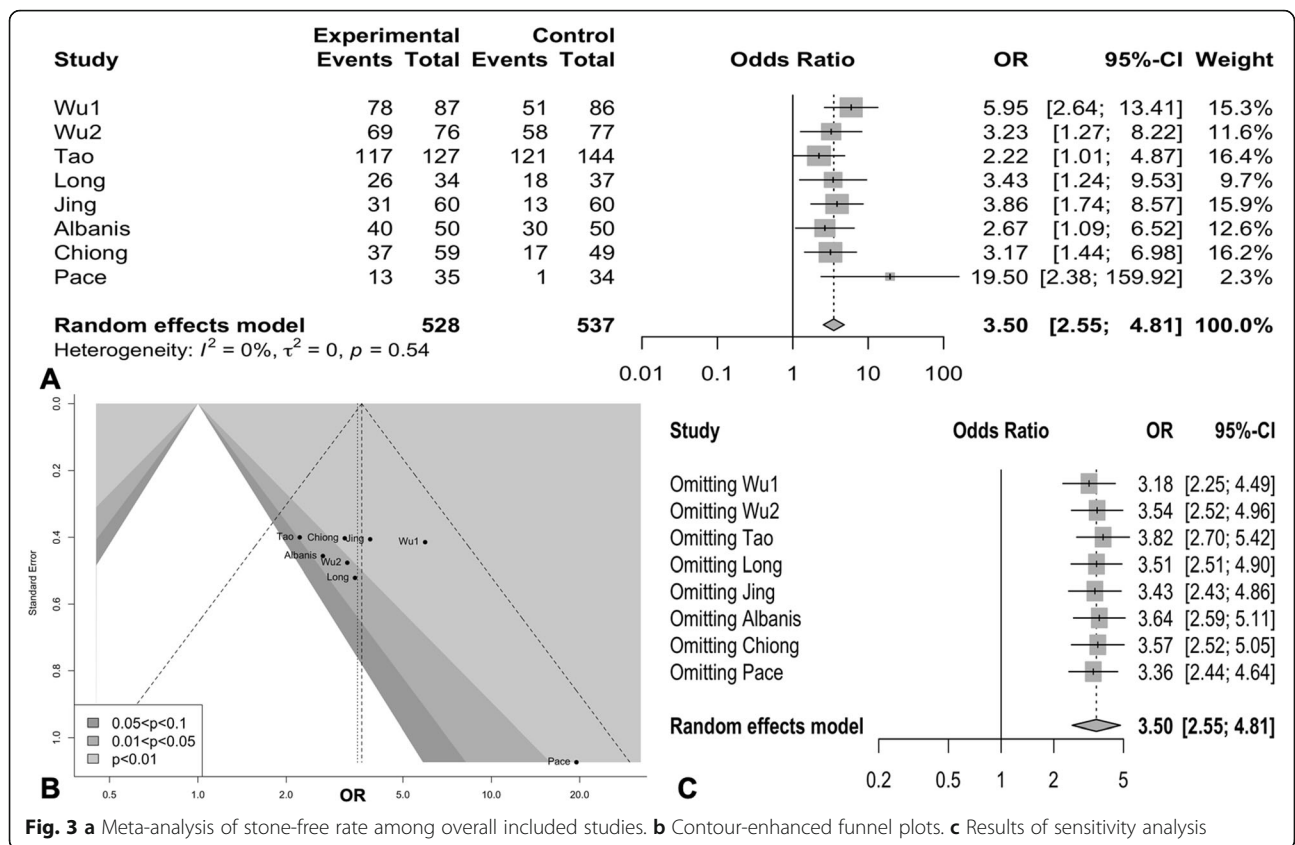 Experimental Control
Study Events Total Events Total Odds Ratio OR 95%-CI Weight
Wu1 78 87 51 86 5.95 [2.64; 13.41] 15.3%
Wu2 69 76 58 77 3.23 [1.27; 8.22] 11.6%
Tao 117 127 121 144 2.22 [1.01; 4.87] 16.4%
Long 26 34 18 37 3.43 [1.24; 9.53] 9.7%
Jing 31 60 13 60 3.86 [1.74; 8.57] 15.9%
Albanis 40 50 30 50 2.67 [1.09; 6.52] 12.6%
Chiong 37 59 17 49 3.17 [1.44; 6.98] 16.2%
Pace 13 35 1 34 19.50 [2.38; 159.92] 2.3%
Random effects model 528 537 3.50 [2.55; 4.81] 100.0%
Heterogeneity: I² = 0%, τ² = 0, p = 0.54
0.01 0.1 1 10 100
A
Standard Error
0.0
0.2
0.4
0.6
0.8
1.0
Tao Chiong Jing Wu1
Albanis
Wu2
Long
Pace
0.05<p<0.1
0.01<p<0.05
p<0.01
B
0.5 1.0 2.0 OR 5.0 10.0 20.0
Study Odds Ratio OR 95%-CI
Omitting Wu1 3.18 [2.25; 4.49]
Omitting Wu2 3.54 [2.52; 4.96]
Omitting Tao 3.82 [2.70; 5.42]
Omitting Long 3.51 [2.51; 4.90]
Omitting Jing 3.43 [2.43; 4.86]
Omitting Albanis 3.64 [2.59; 5.11]
Omitting Chiong 3.57 [2.52; 5.05]
Omitting Pace 3.36 [2.44; 4.64]
Random effects model 3.50 [2.55; 4.81]
0.2 0.5 1 2 5
C
Fig. 3 a Meta-analysis of stone-free rate among overall included studies. b Contour-enhanced funnel plots. c Results of sensitivity analysis